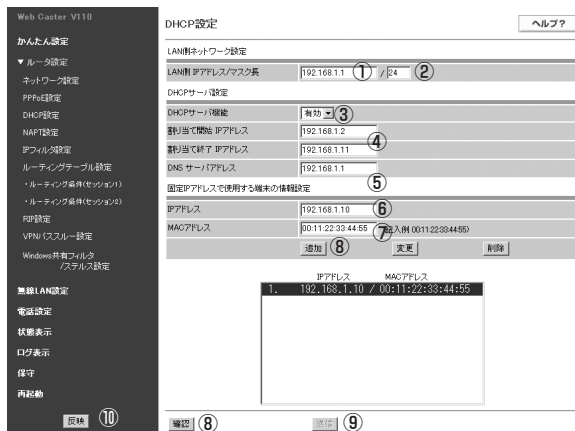 Web Caster V110
かんたん設定
▼ ルータ設定
ネットワーク設定
PPPoE設定
DHCP設定
NAPT設定
IPフィルタ設定
ルーティングテーブル設定
・ルーティング条件(セッション1)
・ルーティング条件(セッション2)
RIP設定
VPNパススルー設定
Windows共有フィルタ
/ステルス設定
無線LAN設定
電話設定
状態表示
ログ表示
保守
再起動
反映 ⑩
DHCP設定 ヘルプ?
LAN側ネットワーク設定
LAN側 IPアドレス/マスク長 192.168.1.1 ① / 24 ②
DHCPサーバ設定
DHCPサーバ機能 有効 ③
割り当て開始 IPアドレス 192.168.1.2
④
割り当て終了 IPアドレス 192.168.1.11
DNS サーバアドレス 192.168.1.1
⑤
固定IPアドレスで使用する端末の情報設定
IPアドレス 192.168.1.10 ⑥
MACアドレス 00:11:22:33:44:55 ⑦ 記入例 00:11:22:33:44:55)
追加 ⑧ 変更 削除
IPアドレス MACアドレス
1. 192.168.1.10 / 00:11:22:33:44:55
確認 ⑧ 送信 ⑨